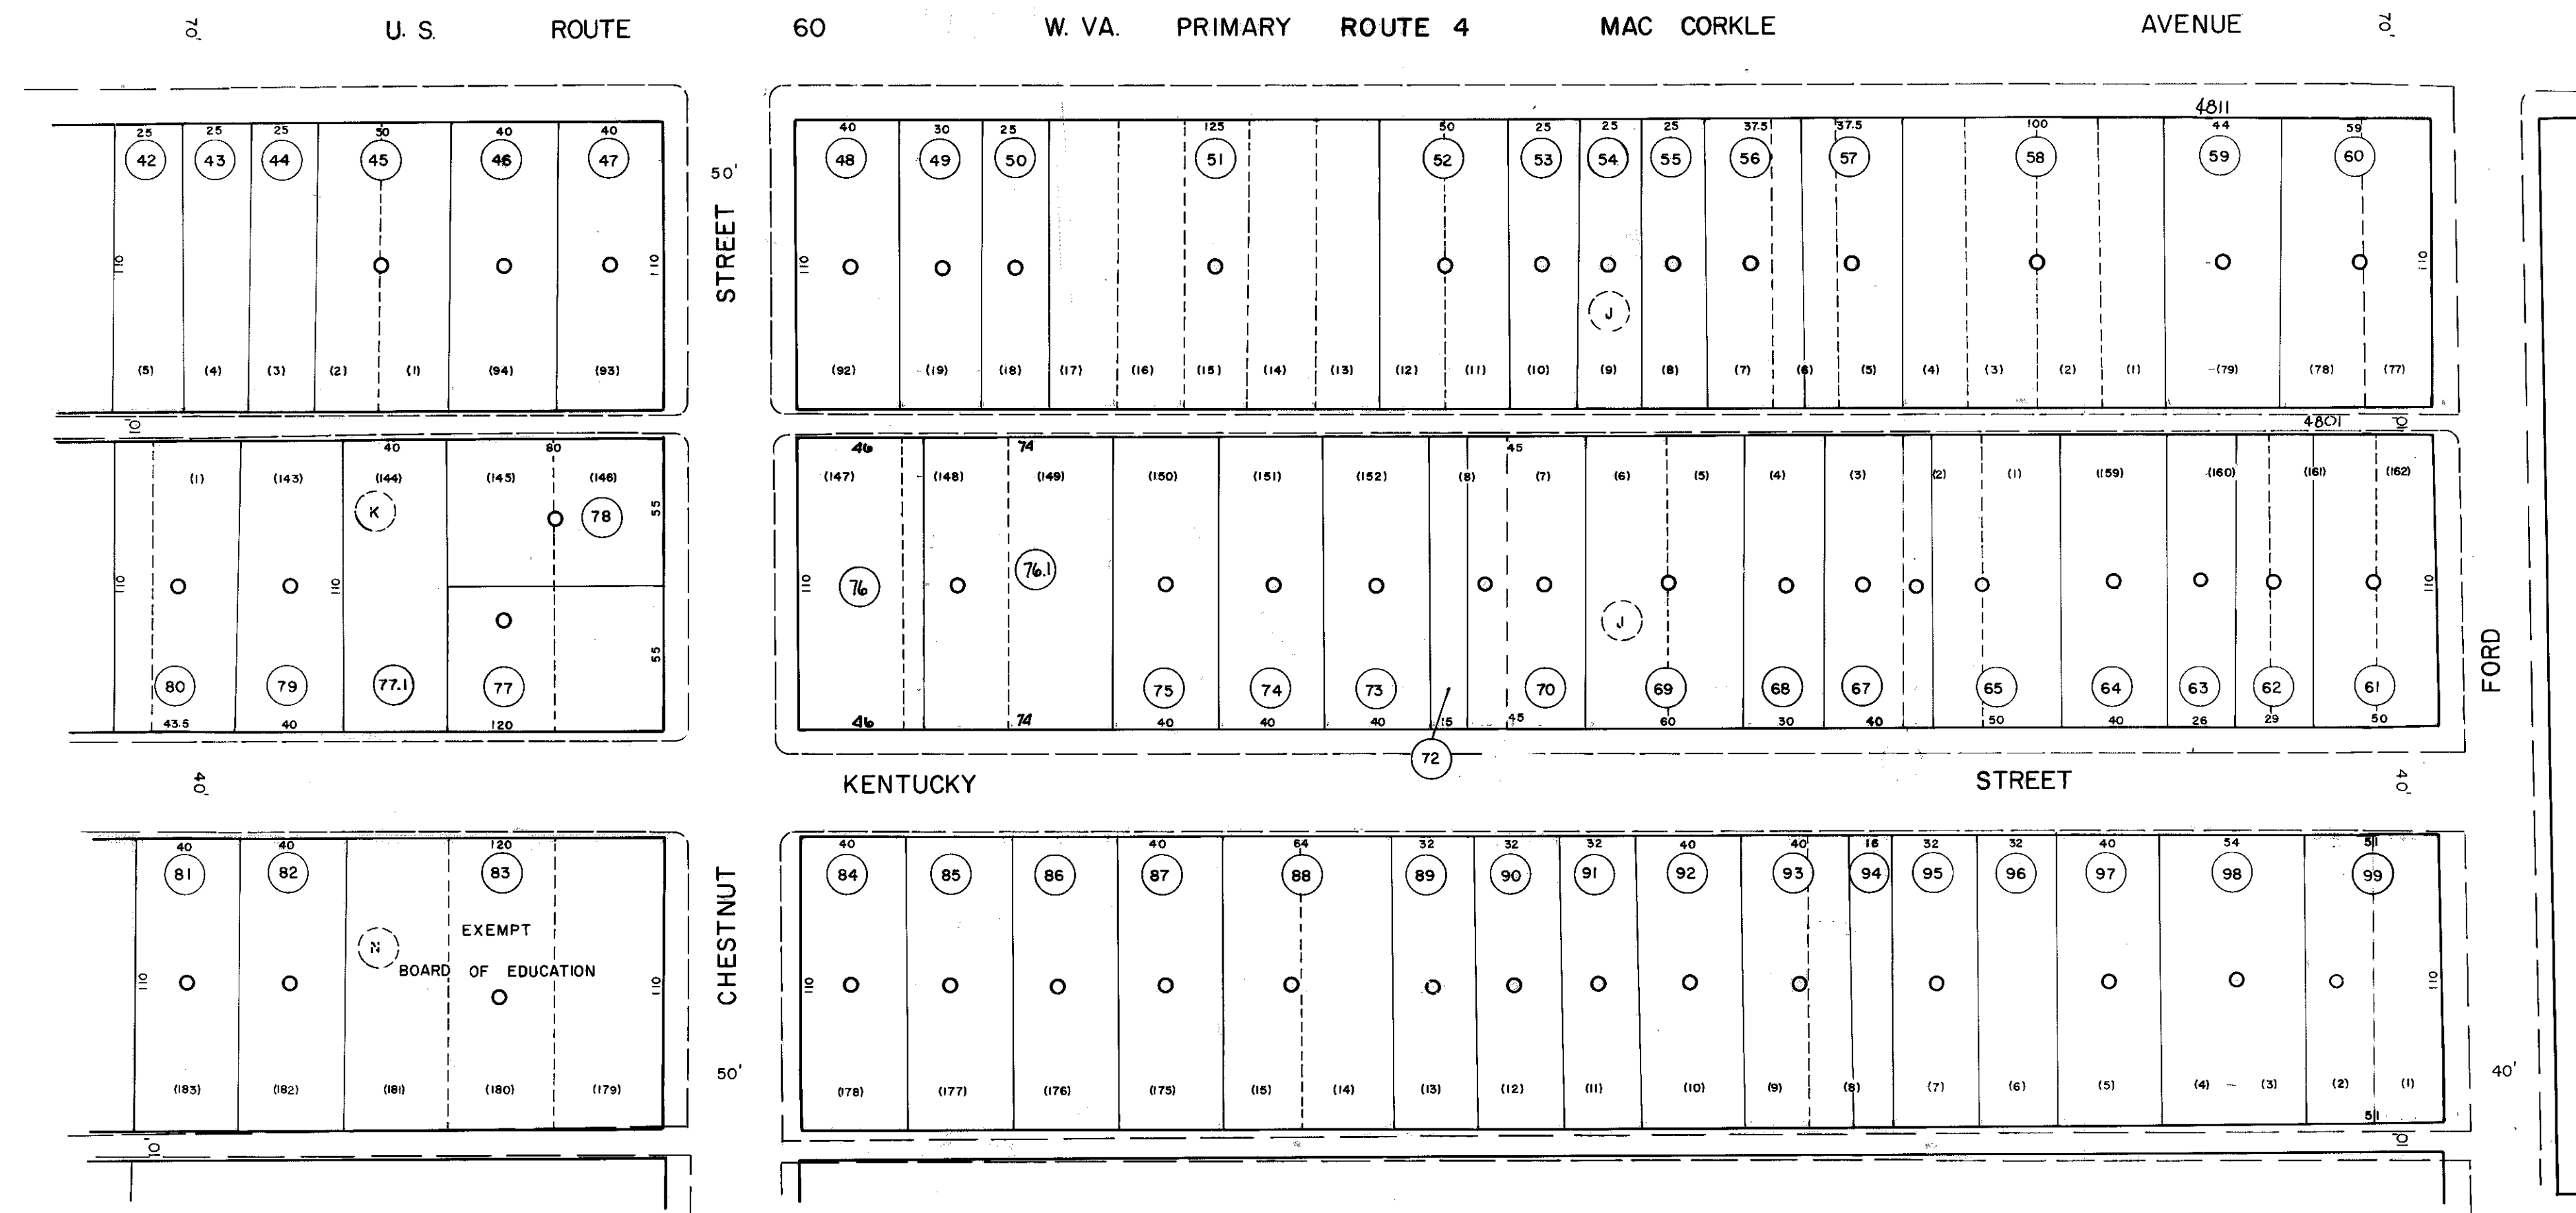 70' U. S. ROUTE 60 W. VA. PRIMARY ROUTE 4 MAC CORKLE AVENUE 70'
4811
25 25 25 50 40 40 40 30 25 125 50 25 25 25 37.5 37.5 100 44 59
42 43 44 45 46 47 48 49 50 51 52 53 54 55 56 57 58 59 60
50'
STREET
110 110 110 110
J
(5) (4) (3) (2) (1) (94) (93) (92) (19) (18) (17) (16) (15) (14) (13) (12) (11) (10) (9) (8) (7) (6) (5) (4) (3) (2) (1) (79) (78) (77)
10' 4801 10'
40 80 46 74 45
(1) (143) (144) (145) (146) (147) (148) (149) (150) (151) (152) (8) (7) (6) (5) (4) (3) (2) (1) (159) (160) (161) (162)
K 78 55
76.1
110 110 110 76 110
J
55
FORD
80 79 77.1 77 75 74 73 70 69 68 67 65 64 63 62 61
43.5 40 120 46 74 40 40 40 15 45 60 30 40 50 40 26 29 50
72
40' KENTUCKY STREET 40'
40 40 120 40 40 64 32 32 32 40 40 16 32 32 40 54 51
81 82 83 84 85 86 87 88 89 90 91 92 93 94 95 96 97 98 99
EXEMPT
N
BOARD OF EDUCATION
CHESTNUT
110 110 110 110
50' 40'
(183) (182) (181) (180) (179) (178) (177) (176) (175) (15) (14) (13) (12) (11) (10) (9) (8) (7) (6) (5) (4) (3) (2) (1)
51
10' 10'